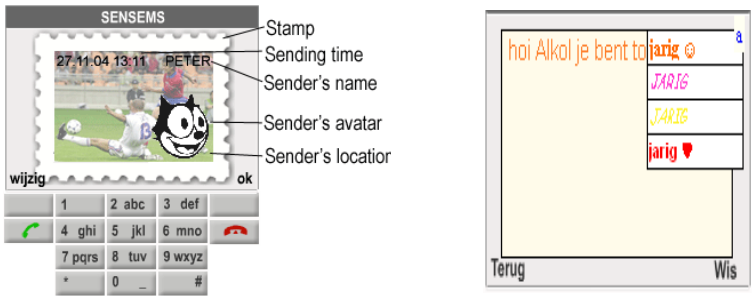 SENSEMS
27.11.04 13:11 PETER
wijzig ok
1 2 abc 3 def
4 ghi 5 jkl 6 mno
7 pqrs 8 tuv 9 wxyz
* 0 _ #
Stamp
Sending time
Sender's name
Sender's avatar
Sender's location
a
hoi Alkol je bent to jarig ☺
JARIG
JARIG
jarig ♥
Terug Wis